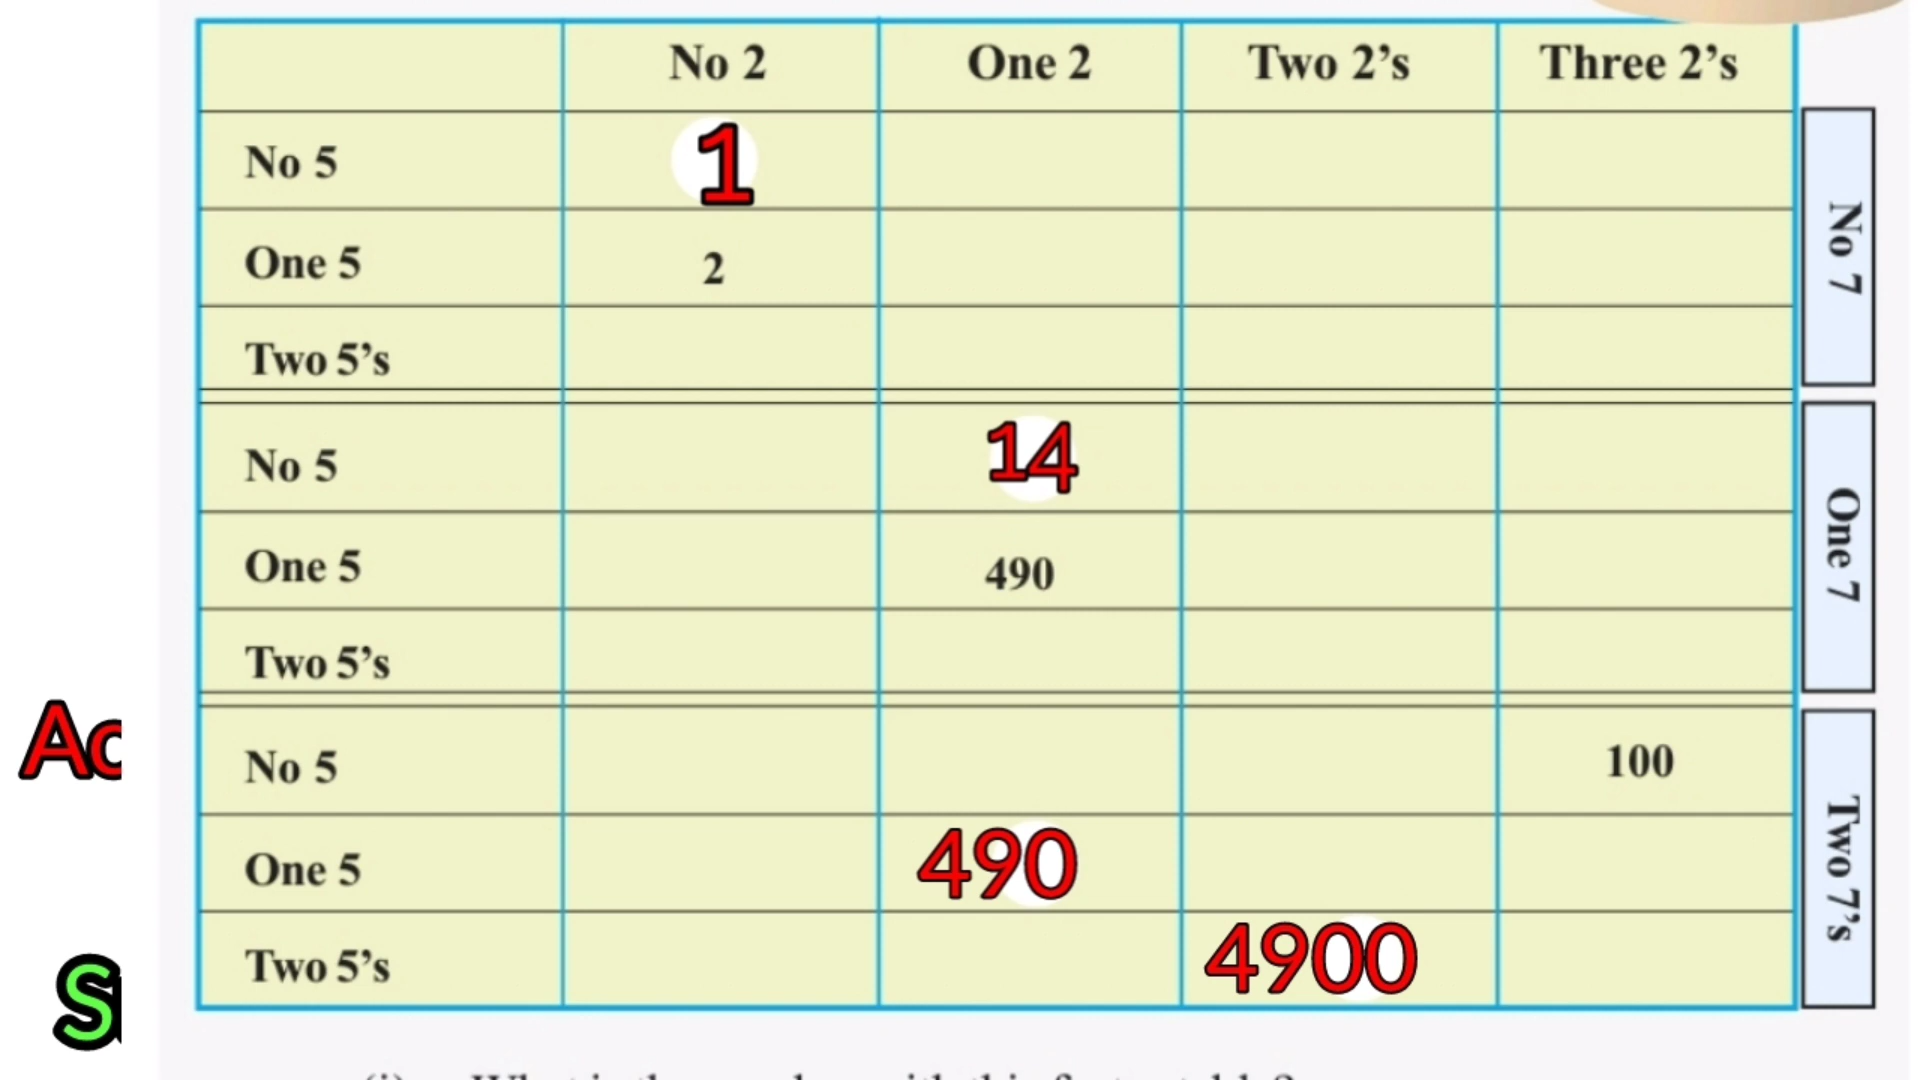 No 2 One 2 Two 2’s Three 2’s
No 5 1
One 5 2
Two 5’s
No 7
No 5 14
One 5 490
Two 5’s
One 7
No 5 100
One 5 490
Two 5’s 4900
Two 7’s
Ac
S